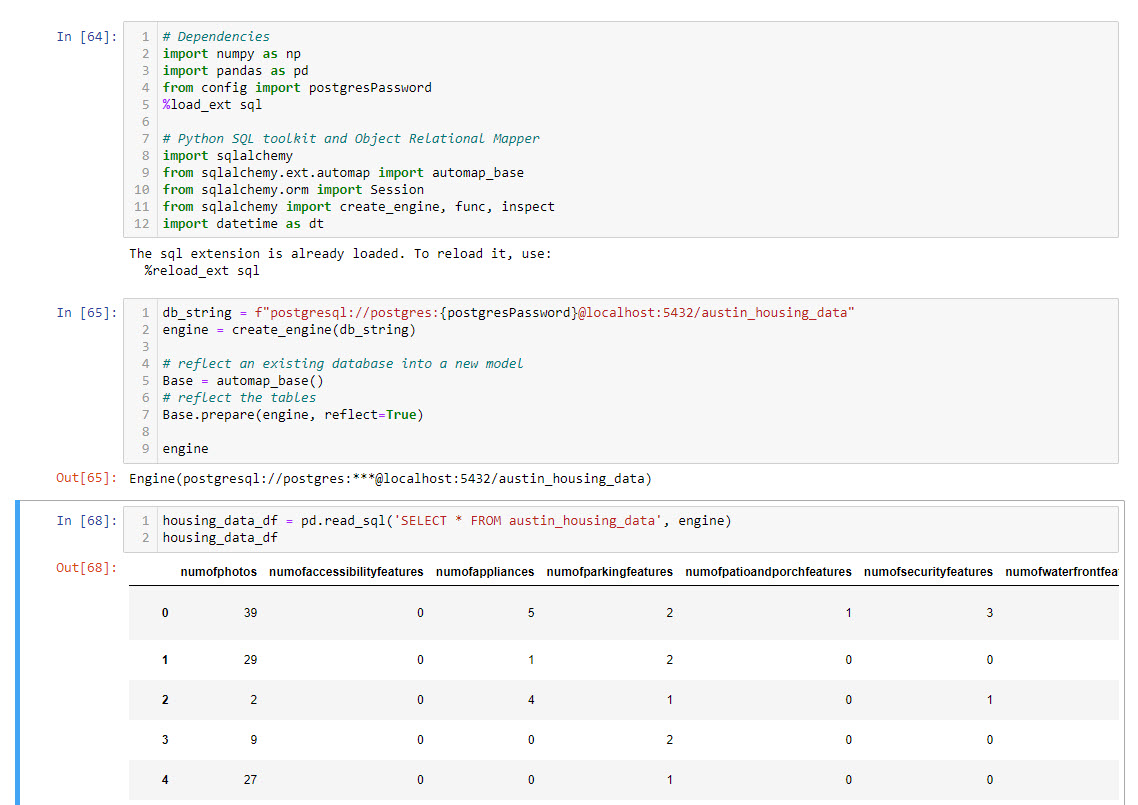 In [64]:
1 # Dependencies
2 import numpy as np
3 import pandas as pd
4 from config import postgresPassword
5 %load_ext sql
6
7 # Python SQL toolkit and Object Relational Mapper
8 import sqlalchemy
9 from sqlalchemy.ext.automap import automap_base
10 from sqlalchemy.orm import Session
11 from sqlalchemy import create_engine, func, inspect
12 import datetime as dt
The sql extension is already loaded. To reload it, use:
  %reload_ext sql
In [65]:
1 db_string = f"postgresql://postgres:{postgresPassword}@localhost:5432/austin_housing_data"
2 engine = create_engine(db_string)
3
4 # reflect an existing database into a new model
5 Base = automap_base()
6 # reflect the tables
7 Base.prepare(engine, reflect=True)
8
9 engine
Out[65]: Engine(postgresql://postgres:***@localhost:5432/austin_housing_data)
In [68]:
1 housing_data_df = pd.read_sql('SELECT * FROM austin_housing_data', engine)
2 housing_data_df
Out[68]:
numofphotos numofaccessibilityfeatures numofappliances numofparkingfeatures numofpatioandporchfeatures numofsecurityfeatures numofwaterfrontfea
0 39 0 5 2 1 3
1 29 0 1 2 0 0
2 2 0 4 1 0 1
3 9 0 0 2 0 0
4 27 0 0 1 0 0